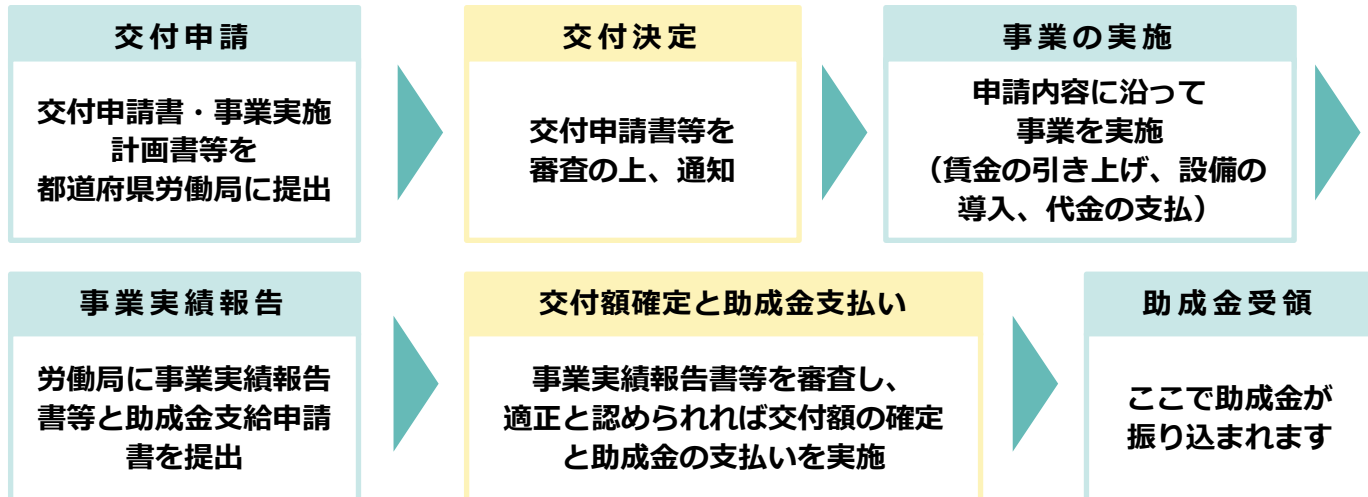 交付申請
交付申請書・事業実施
計画書等を
都道府県労働局に提出
交付決定
交付申請書等を
審査の上、通知
事業の実施
申請内容に沿って
事業を実施
（賃金の引き上げ、設備の
導入、代金の支払）
事業実績報告
労働局に事業実績報告
書等と助成金支給申請
書を提出
交付額確定と助成金支払い
事業実績報告書等を審査し、
適正と認められれば交付額の確定
と助成金の支払いを実施
助成金受領
ここで助成金が
振り込まれます